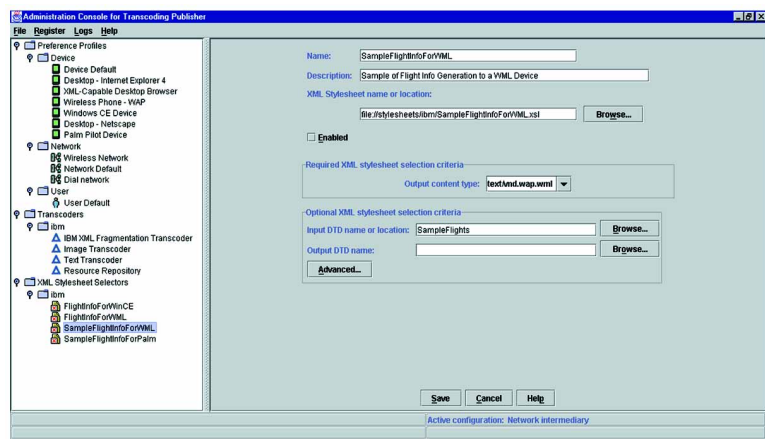 Administration Console for Transcoding Publisher
File Register Logs Help
Preference Profiles
Device
Device Default
Desktop - Internet Explorer 4
XML-Capable Desktop Browser
Wireless Phone - WAP
Windows CE Device
Desktop - Netscape
Palm Pilot Device
Network
Wireless Network
Network Default
Dial network
User
User Default
Transcoders
ibm
IBM XML Fragmentation Transcoder
Image Transcoder
Text Transcoder
Resource Repository
XML Stylesheet Selectors
ibm
FlightInfoForWinCE
FlightInfoForWML
SampleFlightInfoForWML
SampleFlightInfoForPalm
Name: SampleFlightInfoForWML
Description: Sample of Flight Info Generation to a WML Device
XML Stylesheet name or location:
file://stylesheets/ibm/SampleFlightInfoForWML.xsl Browse...
Enabled
Required XML stylesheet selection criteria
Output content type: text/vnd.wap.wml
Optional XML stylesheet selection criteria
Input DTD name or location: SampleFlights Browse...
Output DTD name: Browse...
Advanced...
Save Cancel Help
Active configuration: Network intermediary